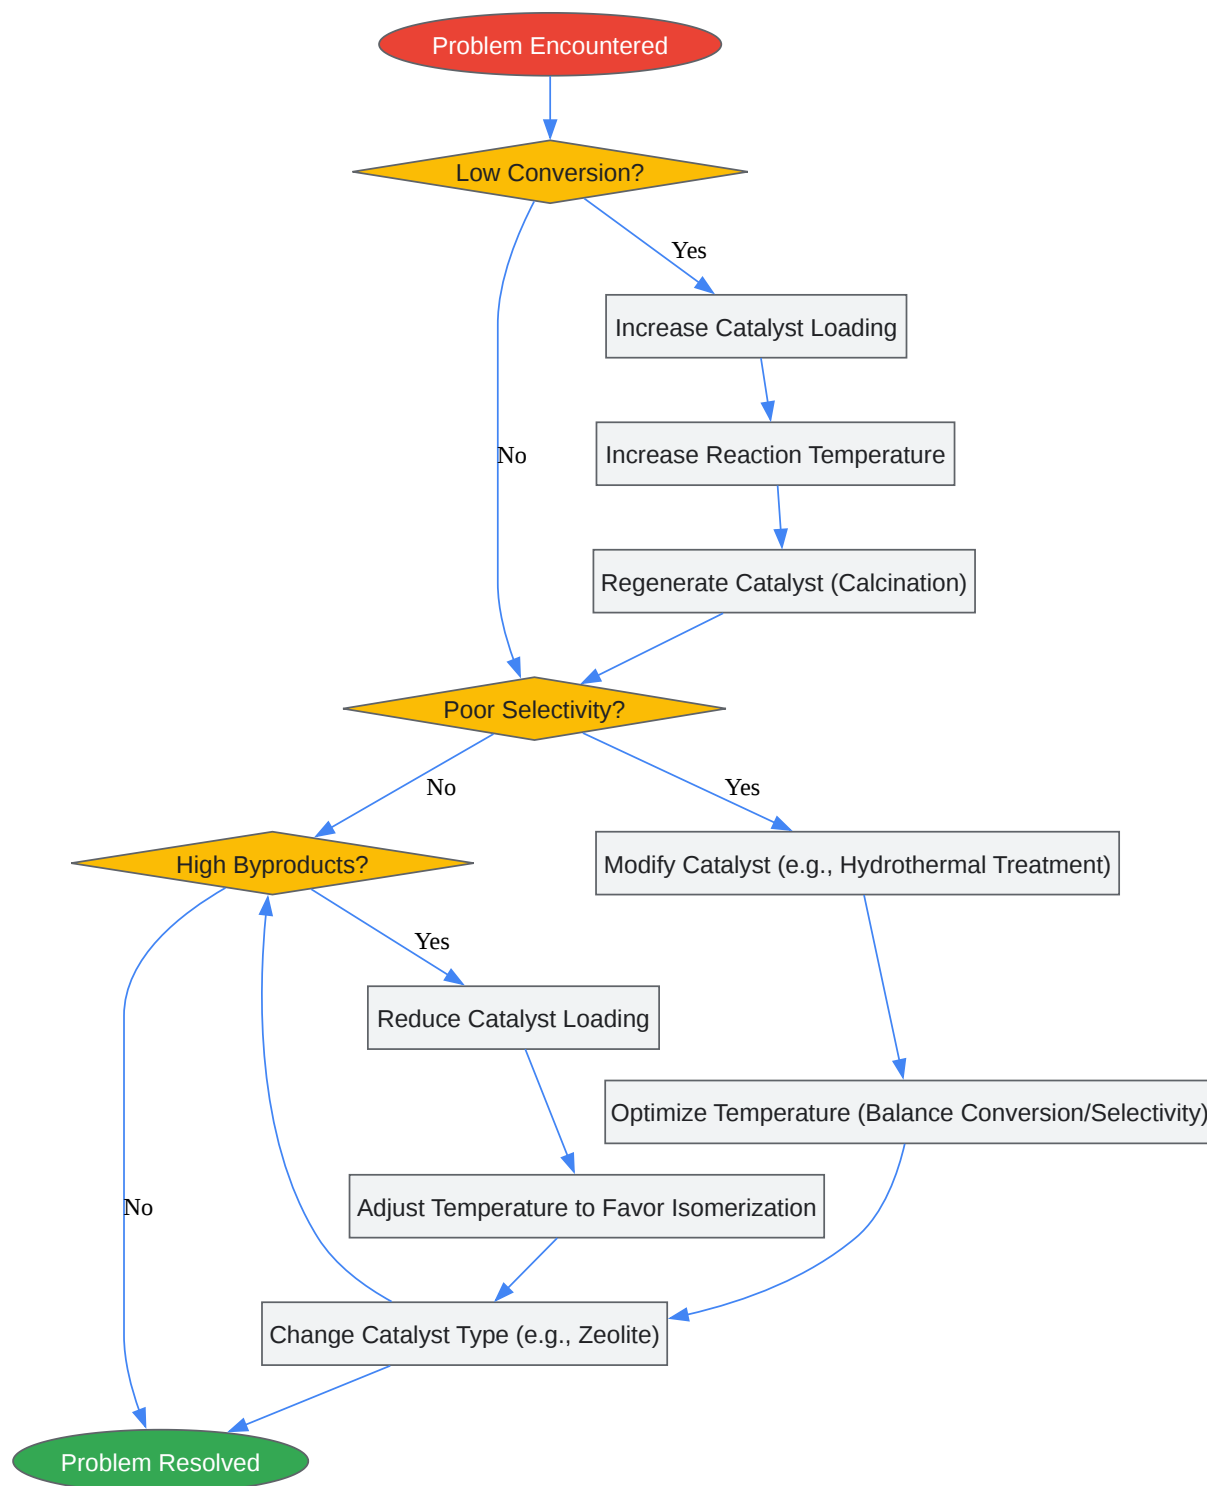 Problem Encountered
Low Conversion?
Yes
Increase Catalyst Loading
Increase Reaction Temperature
No
Regenerate Catalyst (Calcination)
Poor Selectivity?
No
Yes
High Byproducts?
Modify Catalyst (e.g., Hydrothermal Treatment)
Yes
Reduce Catalyst Loading
Optimize Temperature (Balance Conversion/Selectivity)
Adjust Temperature to Favor Isomerization
No
Change Catalyst Type (e.g., Zeolite)
Problem Resolved